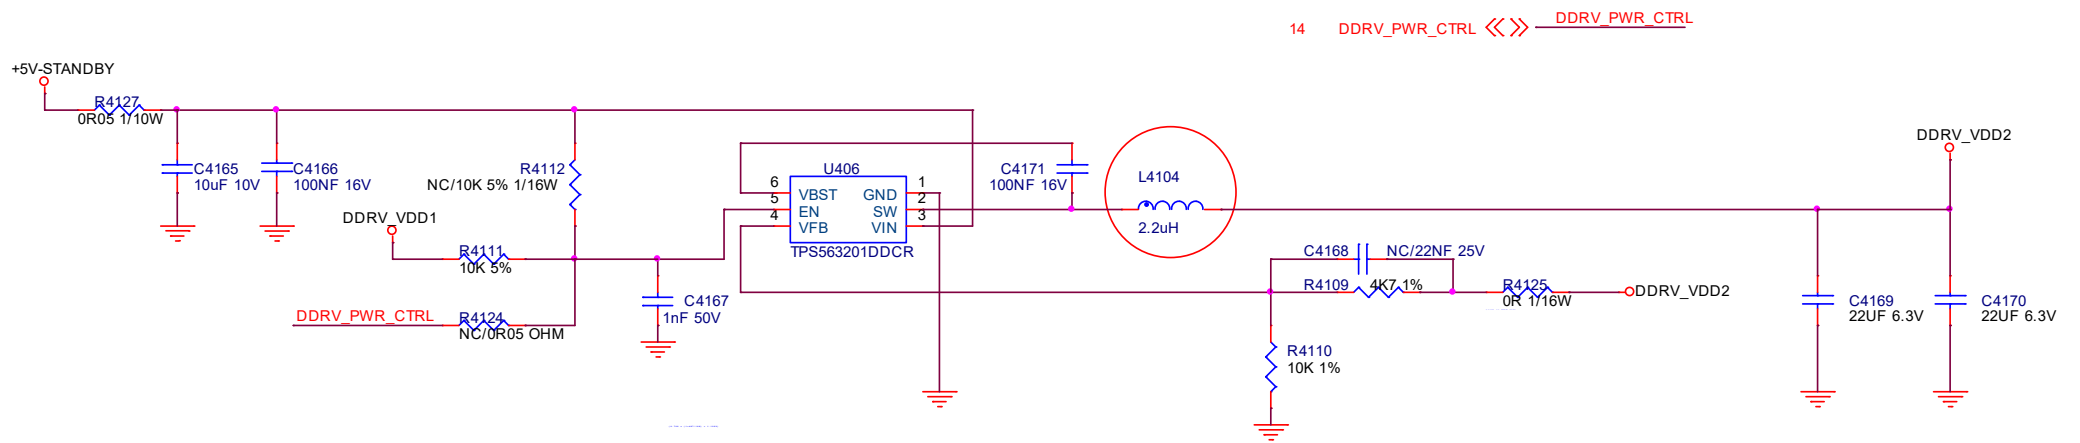 14 DDRV_PWR_CTRL DDRV_PWR_CTRL
+5V-STANDBY
R4127
0R05 1/10W
C4165
10uF 10V
C4166
100NF 16V
R4112
NC/10K 5% 1/16W
DDRV_VDD1
R4111
10K 5%
DDRV_PWR_CTRL
R4124
NC/0R05 OHM
C4167
1nF 50V
U406
6 VBST GND 1
5 EN SW 2
4 VFB VIN 3
TPS563201DDCR
C4171
100NF 16V
L4104
2.2uH
C4168 NC/22NF 25V
R4109 4K7 1%
R4125
0R 1/16W
DDRV_VDD2
R4110
10K 1%
DDRV_VDD2
C4169
22UF 6.3V
C4170
22UF 6.3V